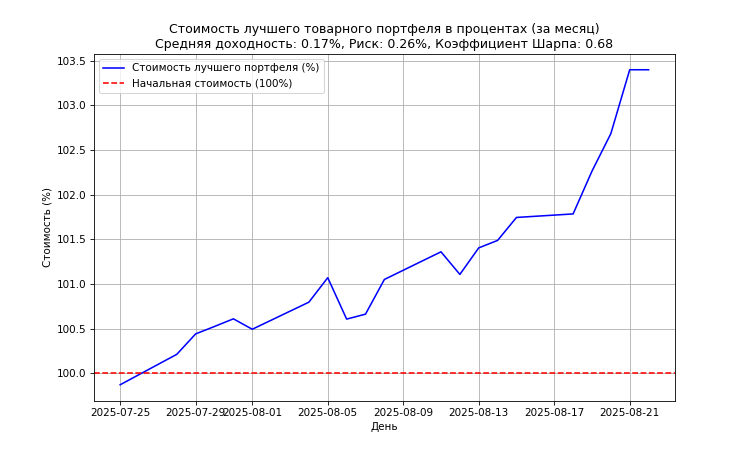 Стоимость лучшего товарного портфеля в процентах (за месяц)
Средняя доходность: 0.17%, Риск: 0.26%, Коэффициент Шарпа: 0.68
Стоимость лучшего портфеля (%)
Начальная стоимость (100%)
Стоимость (%)
103.5
103.0
102.5
102.0
101.5
101.0
100.5
100.0
2025-07-25 2025-07-29 2025-08-01 2025-08-05 2025-08-09 2025-08-13 2025-08-17 2025-08-21
День